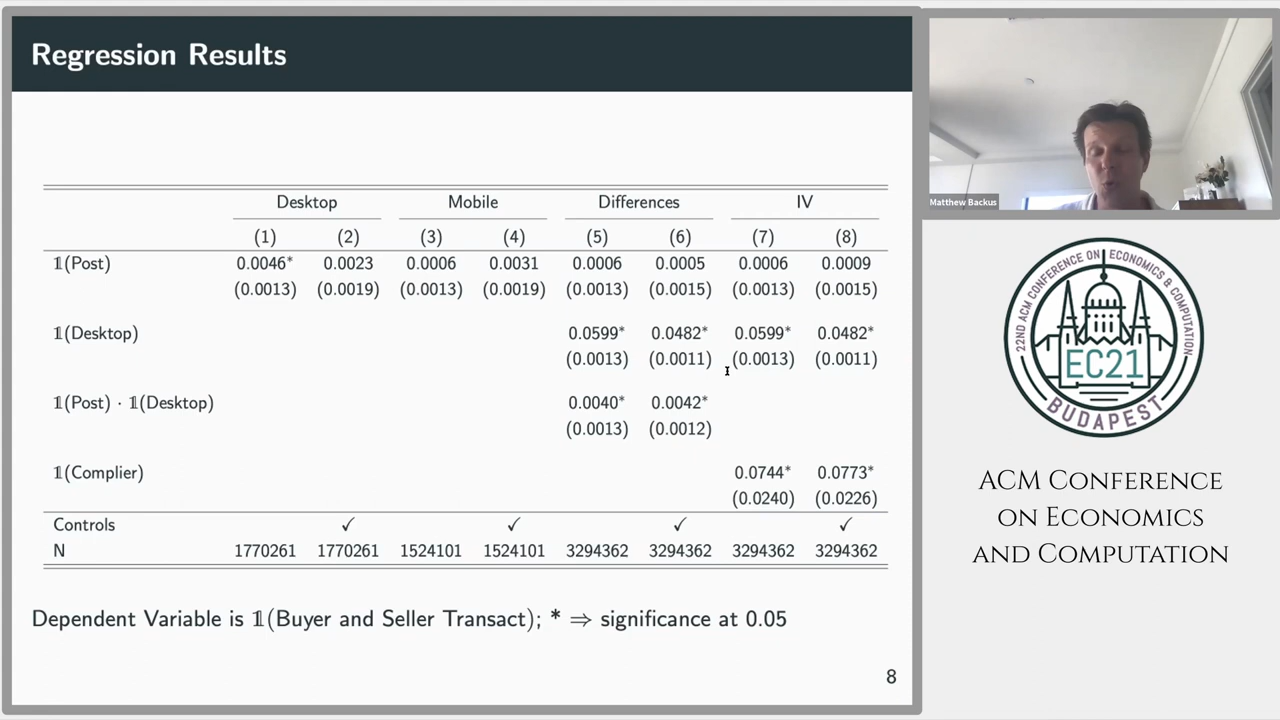 Regression Results
Desktop Mobile Differences IV
(1) (2) (3) (4) (5) (6) (7) (8)
𝟙(Post) 0.0046* 0.0023 0.0006 0.0031 0.0006 0.0005 0.0006 0.0009
(0.0013) (0.0019) (0.0013) (0.0019) (0.0013) (0.0015) (0.0013) (0.0015)
𝟙(Desktop) 0.0599* 0.0482* 0.0599* 0.0482*
(0.0013) (0.0011) (0.0013) (0.0011)
𝟙(Post) · 𝟙(Desktop) 0.0040* 0.0042*
(0.0013) (0.0012)
𝟙(Complier) 0.0744* 0.0773*
(0.0240) (0.0226)
Controls ✓ ✓ ✓ ✓
N 1770261 1770261 1524101 1524101 3294362 3294362 3294362 3294362
Dependent Variable is 𝟙(Buyer and Seller Transact); * ⇒ significance at 0.05
8
Matthew Backus
22ND ACM CONFERENCE ON ECONOMICS & COMPUTATION
EC21
BUDAPEST
ACM Conference
on Economics
and Computation